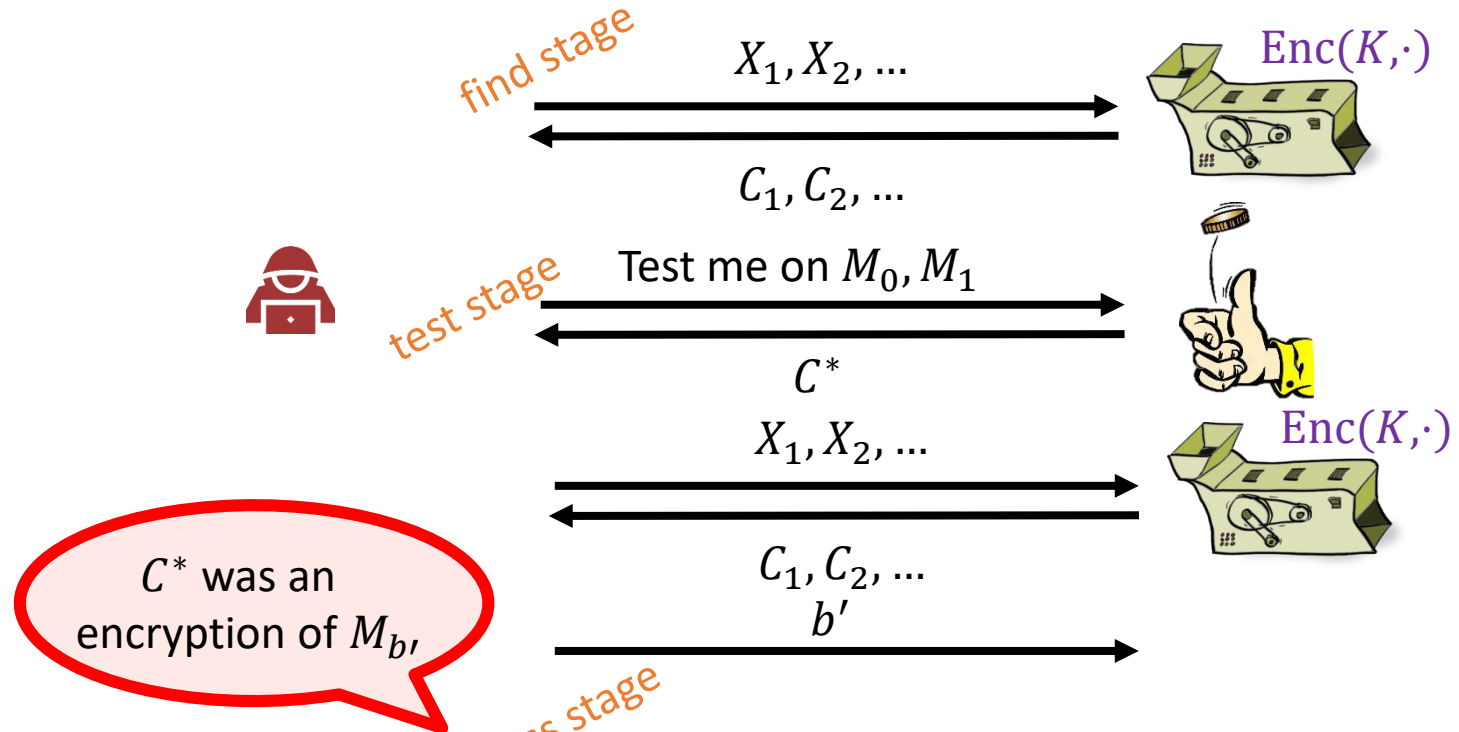 find stage
X₁, X₂, …
Enc(K,·)
C₁, C₂, …
test stage
Test me on M₀, M₁
C*
X₁, X₂, …
Enc(K,·)
C₁, C₂, …
C* was an
encryption of M_b′
b′
stage